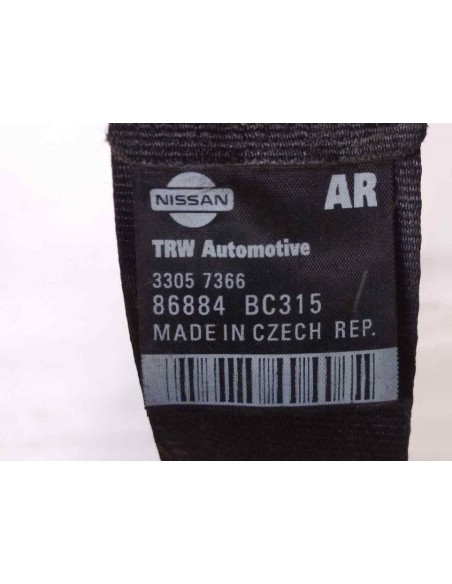 NISSAN
AR
TRW Automotive
3305 7366
86884 BC315
MADE IN CZECH REP.